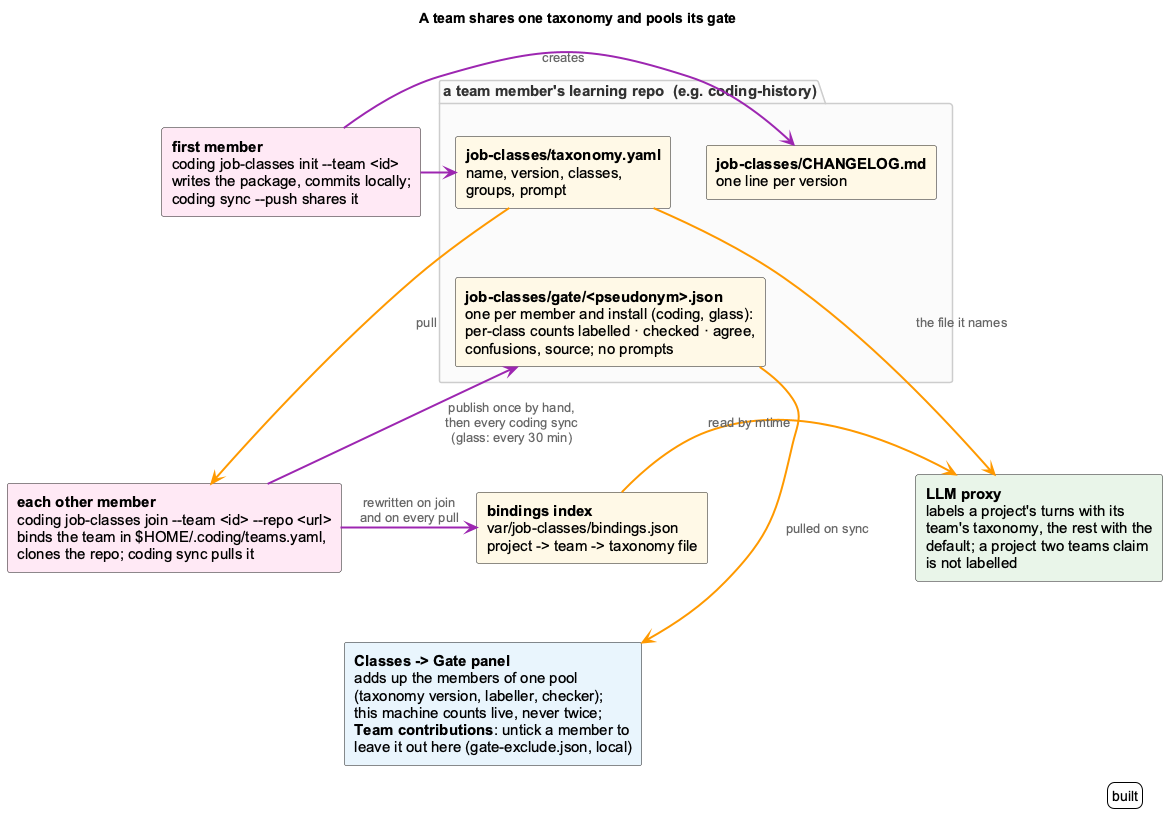 A team shares one taxonomy and pools its gate
creates
a team member's learning repo  (e.g. coding-history)
first member
coding job-classes init --team <id>
writes the package, commits locally;
coding sync --push shares it
job-classes/taxonomy.yaml
name, version, classes,
groups, prompt
job-classes/CHANGELOG.md
one line per version
job-classes/gate/<pseudonym>.json
one per member and install (coding, glass):
per-class counts labelled · checked · agree,
confusions, source; no prompts
pull
the file it names
publish once by hand,
then every coding sync
(glass: every 30 min)
read by mtime
each other member
coding job-classes join --team <id> --repo <url>
binds the team in $HOME/.coding/teams.yaml,
clones the repo; coding sync pulls it
rewritten on join
and on every pull
bindings index
var/job-classes/bindings.json
project -> team -> taxonomy file
LLM proxy
labels a project's turns with its
team's taxonomy, the rest with the
default; a project two teams claim
is not labelled
pulled on sync
Classes -> Gate panel
adds up the members of one pool
(taxonomy version, labeller, checker);
this machine counts live, never twice;
Team contributions: untick a member to
leave it out here (gate-exclude.json, local)
built